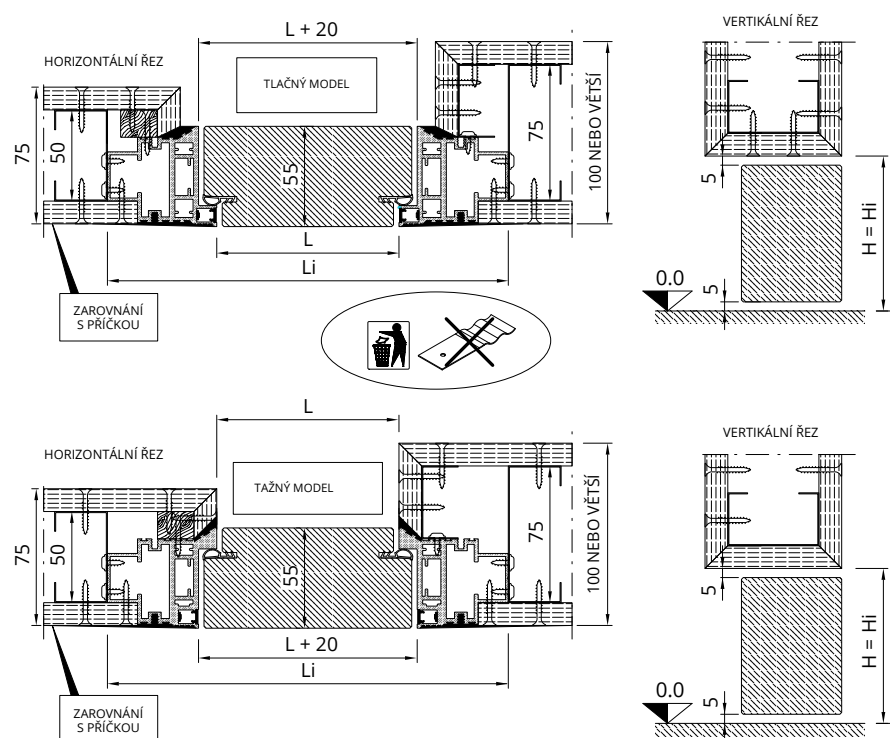 L + 20
VERTIKÁLNÍ ŘEZ
HORIZONTÁLNÍ ŘEZ
TLAČNÝ MODEL
75
50
55
75
100 NEBO VĚTŠÍ
5
H = Hi
L
Li
0.0
5
ZAROVNÁNÍ
S PŘÍČKOU
L
VERTIKÁLNÍ ŘEZ
HORIZONTÁLNÍ ŘEZ
TAŽNÝ MODEL
75
50
55
75
100 NEBO VĚTŠÍ
5
H = Hi
L + 20
Li
0.0
5
ZAROVNÁNÍ
S PŘÍČKOU